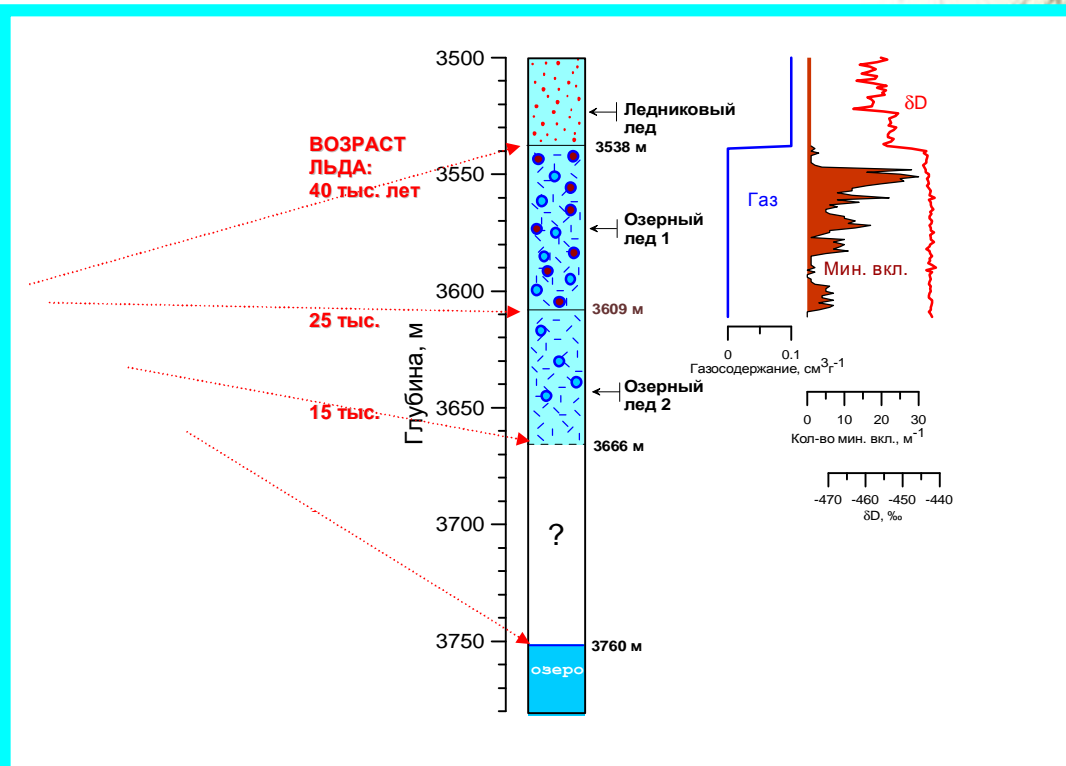 3500
3550
3600
3650
3700
3750
Глубина, м
ВОЗРАСТ
ЛЬДА:
40 тыс. лет
25 тыс.
15 тыс.
Ледниковый
лед
3538 м
Озерный
лед 1
3609 м
Озерный
лед 2
3666 м
?
3760 м
озеро
δD
Газ
Мин. вкл.
0 0.1
Газосодержание, см³г⁻¹
0 10 20 30
Кол-во мин. вкл., м⁻¹
-470 -460 -450 -440
δD, ‰